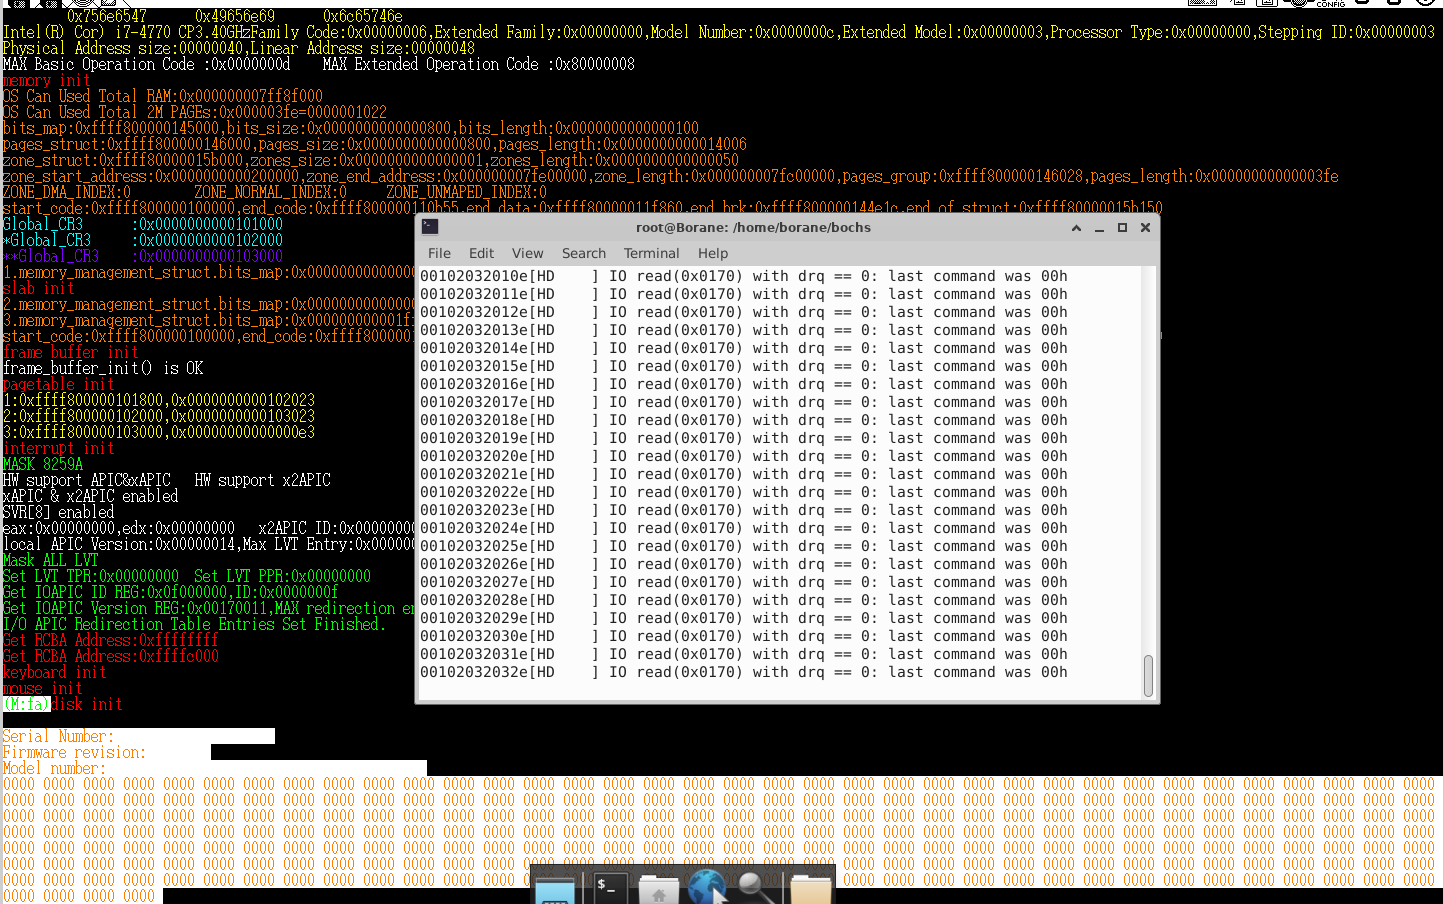 CONFIG
0x756e6547      0x49656e69      0x6c65746e
Intel(R) Cor) i7-4770 CP3.40GHzFamily Code:0x00000006,Extended Family:0x00000000,Model Number:0x0000000c,Extended Model:0x00000003,Processor Type:0x00000000,Stepping ID:0x00000003
Physical Address size:00000040,Linear Address size:00000048
MAX Basic Operation Code :0x0000000d    MAX Extended Operation Code :0x80000008
memory init
OS Can Used Total RAM:0x000000007ff8f000
OS Can Used Total 2M PAGEs:0x000003fe=0000001022
bits_map:0xffff800000145000,bits_size:0x0000000000000800,bits_length:0x0000000000000100
pages_struct:0xffff800000146000,pages_size:0x0000000000000800,pages_length:0x0000000000014006
zone_struct:0xffff80000015b000,zones_size:0x0000000000000001,zones_length:0x0000000000000050
zone_start_address:0x0000000000200000,zone_end_address:0x000000007fe00000,zone_length:0x000000007fc00000,pages_group:0xffff800000146028,pages_length:0x00000000000003fe
ZONE_DMA_INDEX:0        ZONE_NORMAL_INDEX:0     ZONE_UNMAPED_INDEX:0
start_code:0xffff800000100000,end_code:0xffff800000110b55,end_data:0xffff80000011f860,end_brk:0xffff800000144e1c,end_of_struct:0xffff80000015b150
Global_CR3      :0x0000000000101000
*Global_CR3     :0x0000000000102000
**Global_CR3    :0x0000000000103000
1.memory_management_struct.bits_map:0x000000000000
slab init
2.memory_management_struct.bits_map:0x000000000000
3.memory_management_struct.bits_map:0x000000000001f
start_code:0xffff800000100000,end_code:0xffff800000
frame buffer init
frame_buffer_init() is OK
pagetable init
1:0xffff800000101800,0x0000000000102023
2:0xffff800000102000,0x0000000000103023
3:0xffff800000103000,0x00000000000000e3
interrupt init
MASK 8259A
HW support APIC&xAPIC   HW support x2APIC
xAPIC & x2APIC enabled
SVR[8] enabled
eax:0x00000000,edx:0x00000000   x2APIC ID:0x00000000
local APIC Version:0x00000014,Max LVT Entry:0x00000
Mask ALL LVT
Set LVT TPR:0x00000000  Set LVT PPR:0x00000000
Get IOAPIC ID REG:0x0f000000,ID:0x0000000f
Get IOAPIC Version REG:0x00170011,MAX redirection en
I/O APIC Redirection Table Entries Set Finished.
Get RCBA Address:0xffffffff
Get RCBA Address:0xffffc000
keyboard init
mouse init
(M:fa)disk init
Serial Number:
Firmware revision:
Model number:
0000 0000 0000 0000 0000 0000 0000 0000 0000 0000 0000 0000 0000 0000 0000 0000 0000 0000 0000 0000 0000 0000 0000 0000 0000 0000 0000 0000 0000 0000 0000 0000 0000 0000 0000 0000
0000 0000 0000 0000 0000 0000 0000 0000 0000 0000 0000 0000 0000 0000 0000 0000 0000 0000 0000 0000 0000 0000 0000 0000 0000 0000 0000 0000 0000 0000 0000 0000 0000 0000 0000 0000
0000 0000 0000 0000 0000 0000 0000 0000 0000 0000 0000 0000 0000 0000 0000 0000 0000 0000 0000 0000 0000 0000 0000 0000 0000 0000 0000 0000 0000 0000 0000 0000 0000 0000 0000 0000
0000 0000 0000 0000 0000 0000 0000 0000 0000 0000 0000 0000 0000 0000 0000 0000 0000 0000 0000 0000 0000 0000 0000 0000 0000 0000 0000 0000 0000 0000 0000 0000 0000 0000 0000 0000
0000 0000 0000 0000 0000 0000 0000 0000 0000 0000 0000 0000 0000 0000 0000 0000 0000 0000 0000 0000 0000 0000 0000 0000 0000 0000 0000 0000 0000 0000 0000 0000 0000 0000 0000 0000
0000 0000 0000 0000 0000 0000 0000 0000 0000 0000 0000 0000 0000 0000 0000 0000 0000 0000 0000 0000 0000 0000 0000 0000 0000 0000 0000 0000
0000 0000 0000 0000 0000 0000 0000 0000 0000 0000 0000 0000 0000 0000 0000 0000 0000 0000 0000 0000 0000 0000 0000 0000 0000 0000 0000 0000
0000 0000 0000 0000
root@Borane: /home/borane/bochs
File Edit View Search Terminal Help
00102032010e[HD    ] IO read(0x0170) with drq == 0: last command was 00h
00102032011e[HD    ] IO read(0x0170) with drq == 0: last command was 00h
00102032012e[HD    ] IO read(0x0170) with drq == 0: last command was 00h
00102032013e[HD    ] IO read(0x0170) with drq == 0: last command was 00h
00102032014e[HD    ] IO read(0x0170) with drq == 0: last command was 00h
00102032015e[HD    ] IO read(0x0170) with drq == 0: last command was 00h
00102032016e[HD    ] IO read(0x0170) with drq == 0: last command was 00h
00102032017e[HD    ] IO read(0x0170) with drq == 0: last command was 00h
00102032018e[HD    ] IO read(0x0170) with drq == 0: last command was 00h
00102032019e[HD    ] IO read(0x0170) with drq == 0: last command was 00h
00102032020e[HD    ] IO read(0x0170) with drq == 0: last command was 00h
00102032021e[HD    ] IO read(0x0170) with drq == 0: last command was 00h
00102032022e[HD    ] IO read(0x0170) with drq == 0: last command was 00h
00102032023e[HD    ] IO read(0x0170) with drq == 0: last command was 00h
00102032024e[HD    ] IO read(0x0170) with drq == 0: last command was 00h
00102032025e[HD    ] IO read(0x0170) with drq == 0: last command was 00h
00102032026e[HD    ] IO read(0x0170) with drq == 0: last command was 00h
00102032027e[HD    ] IO read(0x0170) with drq == 0: last command was 00h
00102032028e[HD    ] IO read(0x0170) with drq == 0: last command was 00h
00102032029e[HD    ] IO read(0x0170) with drq == 0: last command was 00h
00102032030e[HD    ] IO read(0x0170) with drq == 0: last command was 00h
00102032031e[HD    ] IO read(0x0170) with drq == 0: last command was 00h
00102032032e[HD    ] IO read(0x0170) with drq == 0: last command was 00h